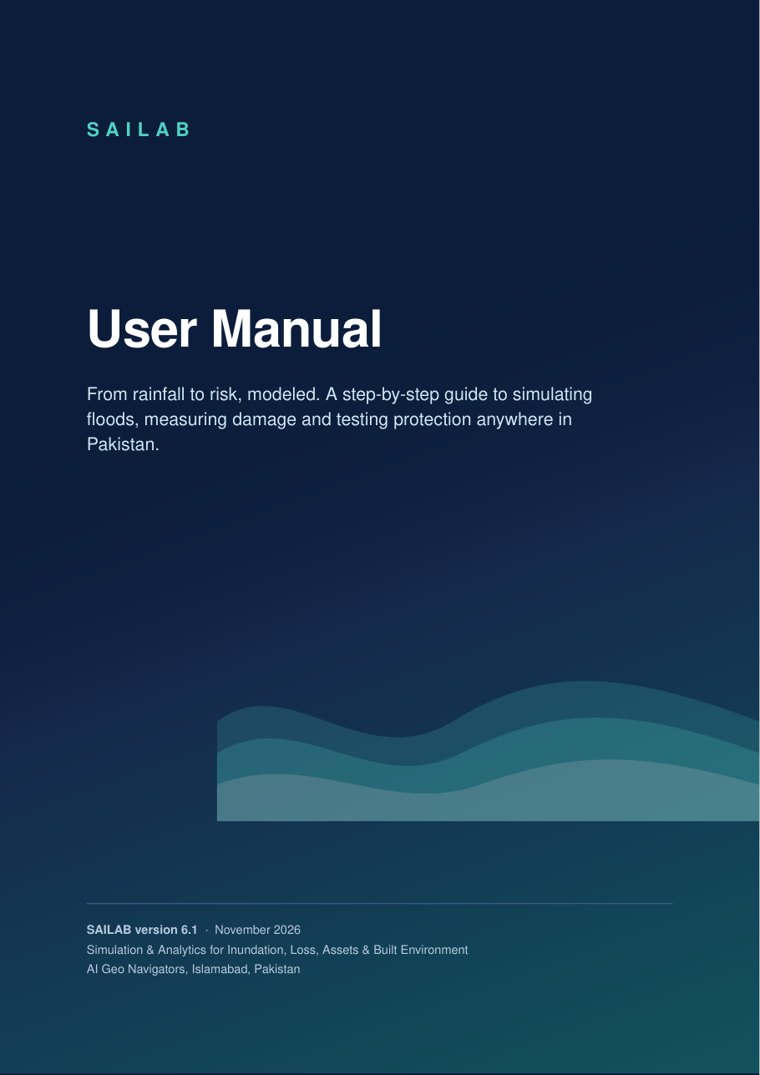 SAILAB
User Manual
From rainfall to risk, modeled. A step-by-step guide to simulating
floods, measuring damage and testing protection anywhere in
Pakistan.
SAILAB version 6.1 · November 2026
Simulation & Analytics for Inundation, Loss, Assets & Built Environment
AI Geo Navigators, Islamabad, Pakistan